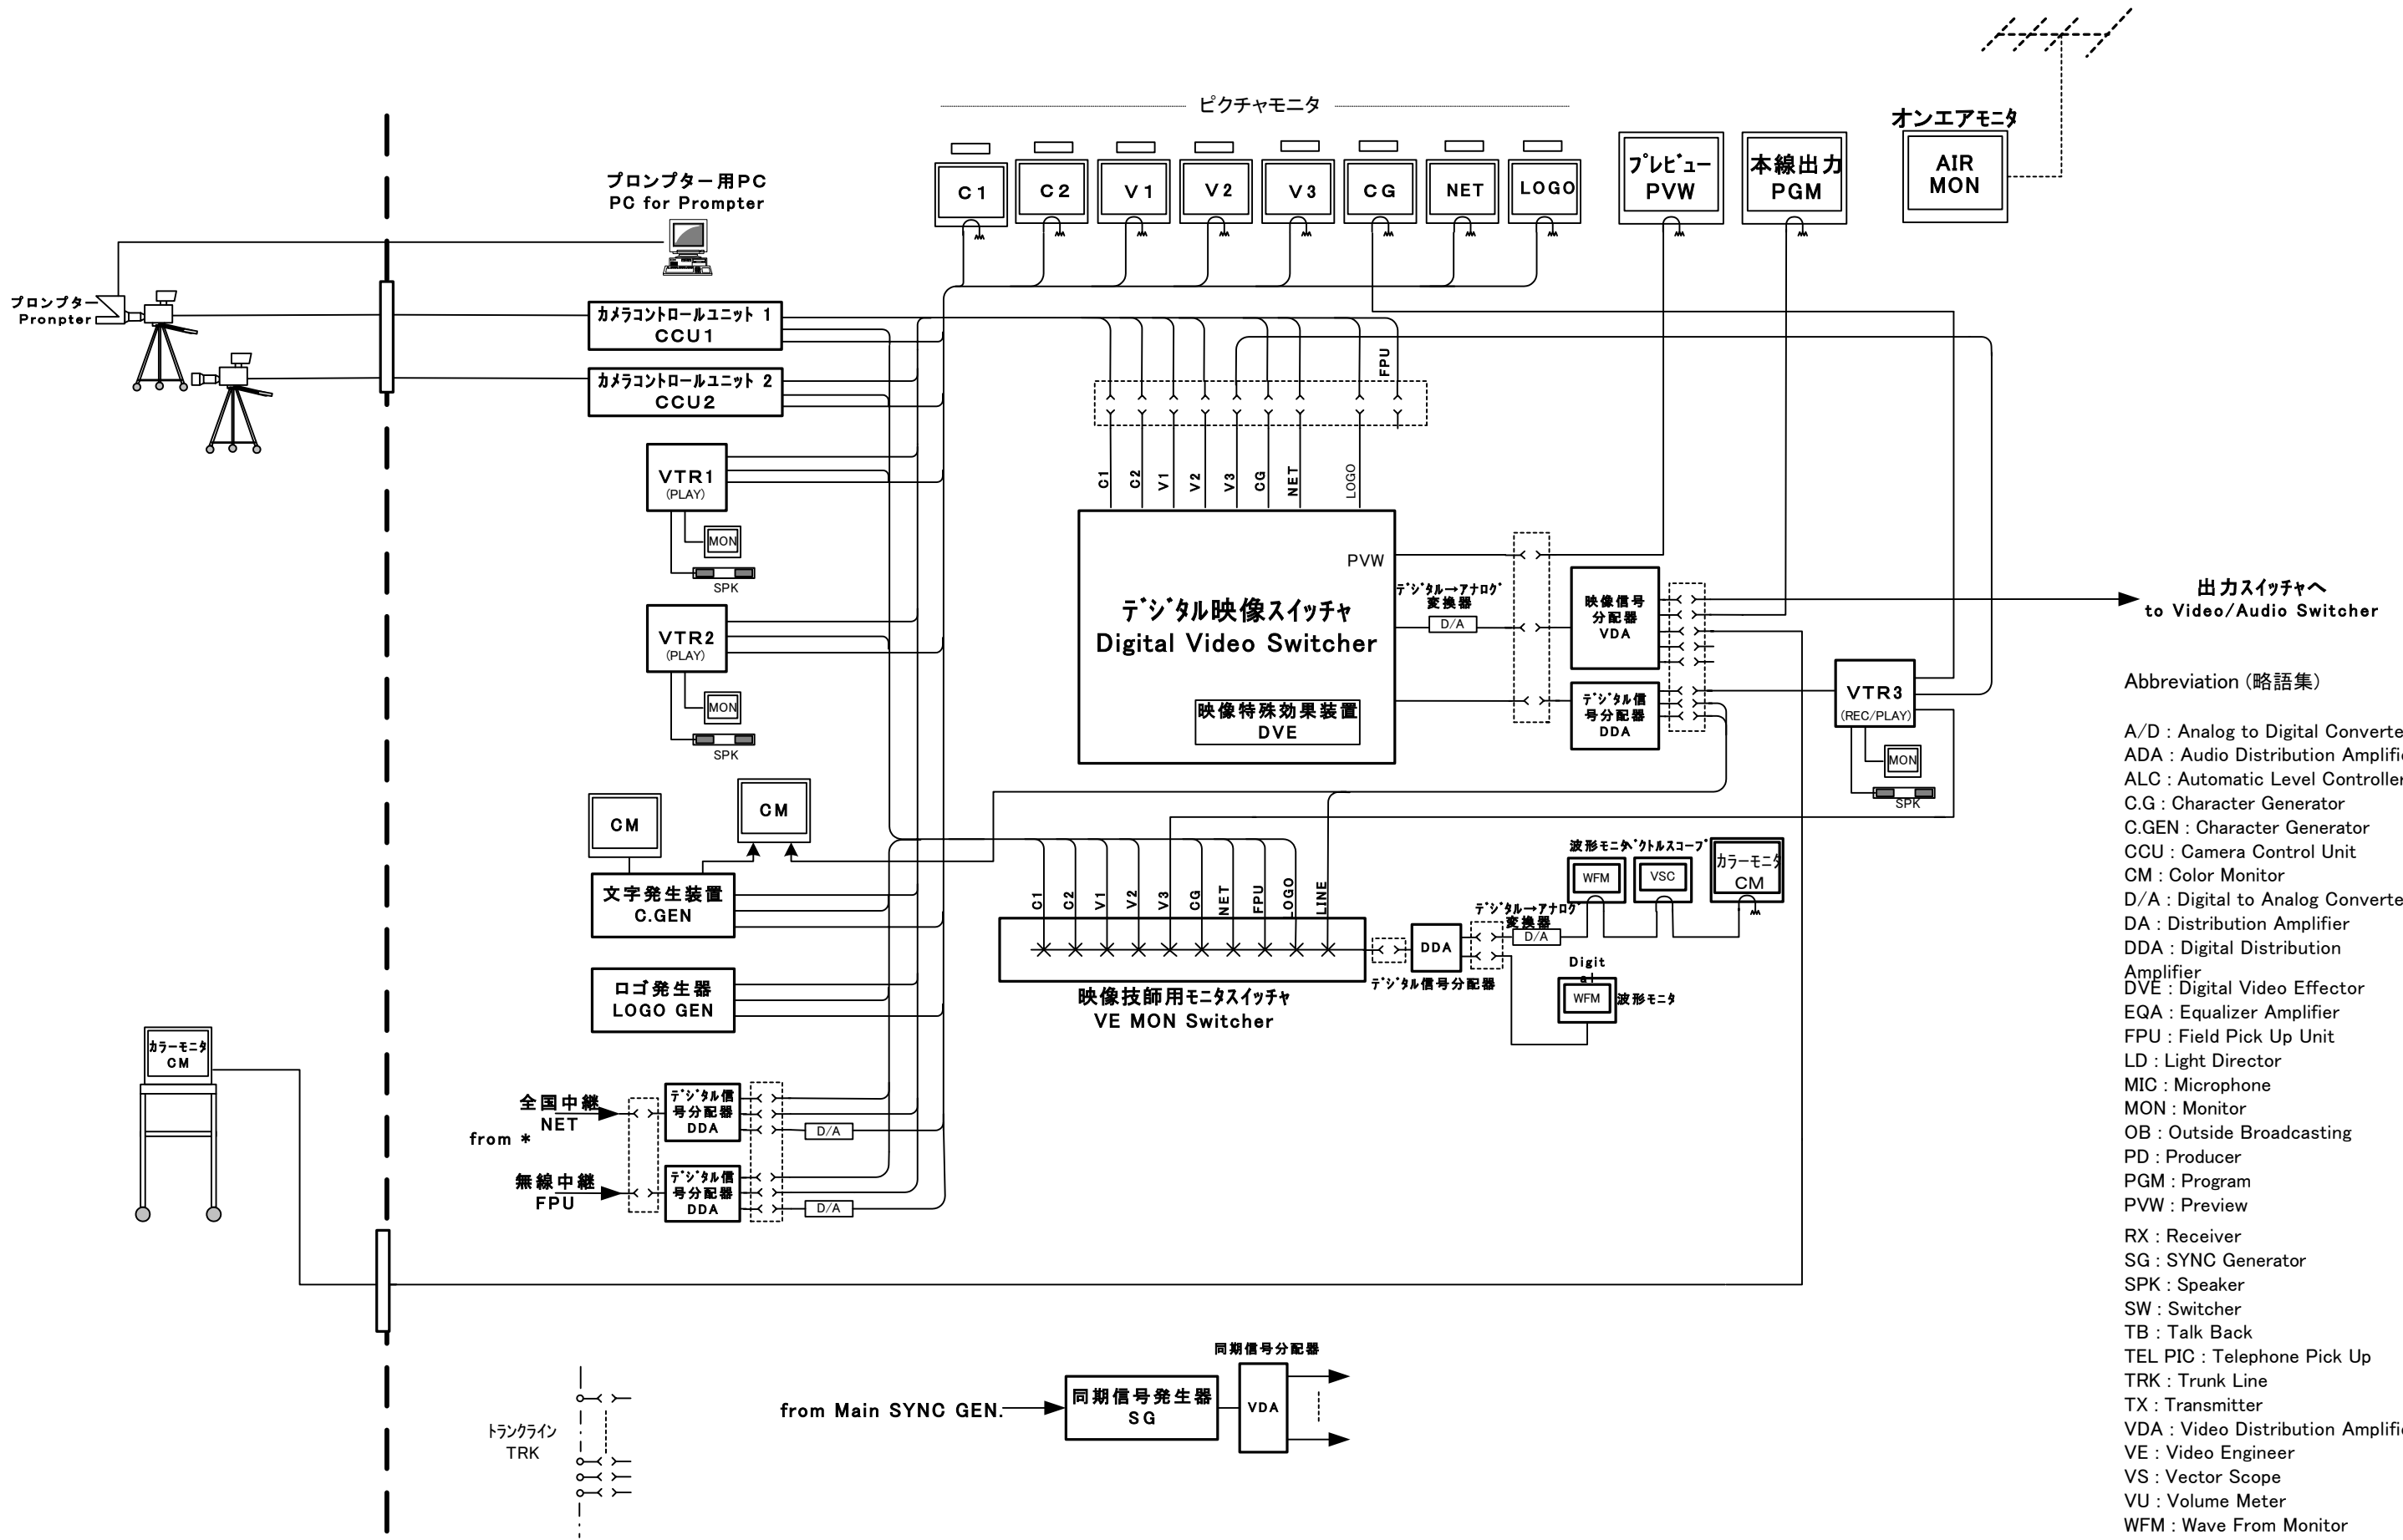 ピクチャモニタ
オンエアモニタ
AIR
MON
プレビュー
PVW
本線出力
PGM
C1
C2
V1
V2
V3
CG
NET
LOGO
プロンプター用PC
PC for Prompter
プロンプター
Pronpter
カメラコントロールユニット 1
CCU1
カメラコントロールユニット 2
CCU2
FPU
VTR1
(PLAY)
MON
SPK
C1
C2
V1
V2
V3
CG
NET
LOGO
PVW
デジタル映像スイッチャ
Digital Video Switcher
映像特殊効果装置
DVE
デジタル→アナログ
変換器
D/A
映像信号
分配器
VDA
デジタル信
号分配器
DDA
出力スイッチャへ
to Video/Audio Switcher
VTR2
(PLAY)
MON
SPK
VTR3
(REC/PLAY)
MON
SPK
CM
CM
文字発生装置
C.GEN
ロゴ発生器
LOGO GEN
C1
C2
V1
V2
V3
CG
NET
FPU
LOGO
LINE
映像技師用モニタスイッチャ
VE MON Switcher
DDA
デジタル信号分配器
デジタル→アナログ
変換器
D/A
波形モニタ
ベクトルスコープ
WFM
VSC
カラーモニタ
CM
Digit
al
WFM
波形モニタ
カラーモニタ
CM
全国中継
NET
from *
無線中継
FPU
デジタル信
号分配器
DDA
D/A
デジタル信
号分配器
DDA
D/A
トランクライン
TRK
from Main SYNC GEN.
同期信号発生器
SG
同期信号分配器
VDA
Abbreviation (略語集)
A/D : Analog to Digital Converte
ADA : Audio Distribution Amplifi
ALC : Automatic Level Controller
C.G : Character Generator
C.GEN : Character Generator
CCU : Camera Control Unit
CM : Color Monitor
D/A : Digital to Analog Converte
DA : Distribution Amplifier
DDA : Digital Distribution
Amplifier
DVE : Digital Video Effector
EQA : Equalizer Amplifier
FPU : Field Pick Up Unit
LD : Light Director
MIC : Microphone
MON : Monitor
OB : Outside Broadcasting
PD : Producer
PGM : Program
PVW : Preview
RX : Receiver
SG : SYNC Generator
SPK : Speaker
SW : Switcher
TB : Talk Back
TEL PIC : Telephone Pick Up
TRK : Trunk Line
TX : Transmitter
VDA : Video Distribution Amplifi
VE : Video Engineer
VS : Vector Scope
VU : Volume Meter
WFM : Wave From Monitor